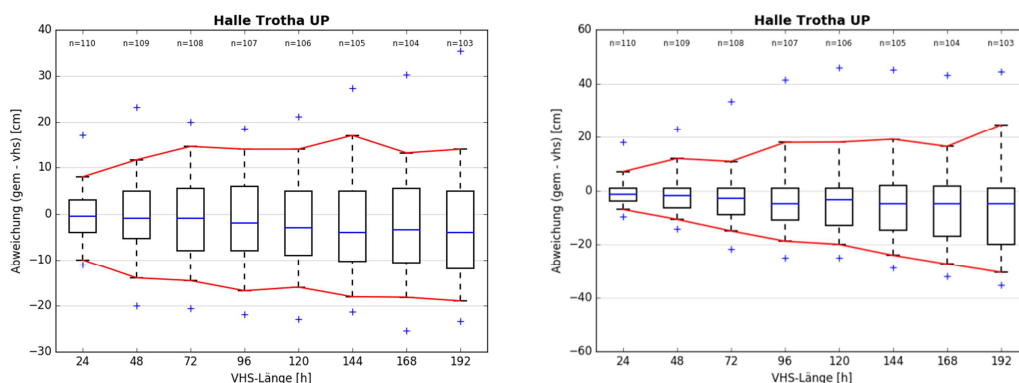 Halle Trotha UP
40
n=110 n=109 n=108 n=107 n=106 n=105 n=104 n=103
30
20
10
0
−10
−20
−30
Abweichung (gem - vhs) [cm]
24 48 72 96 120 144 168 192
VHS-Länge [h]
Halle Trotha UP
60
n=110 n=109 n=108 n=107 n=106 n=105 n=104 n=103
40
20
0
−20
−40
−60
Abweichung (gem - vhs) [cm]
24 48 72 96 120 144 168 192
VHS-Länge [h]